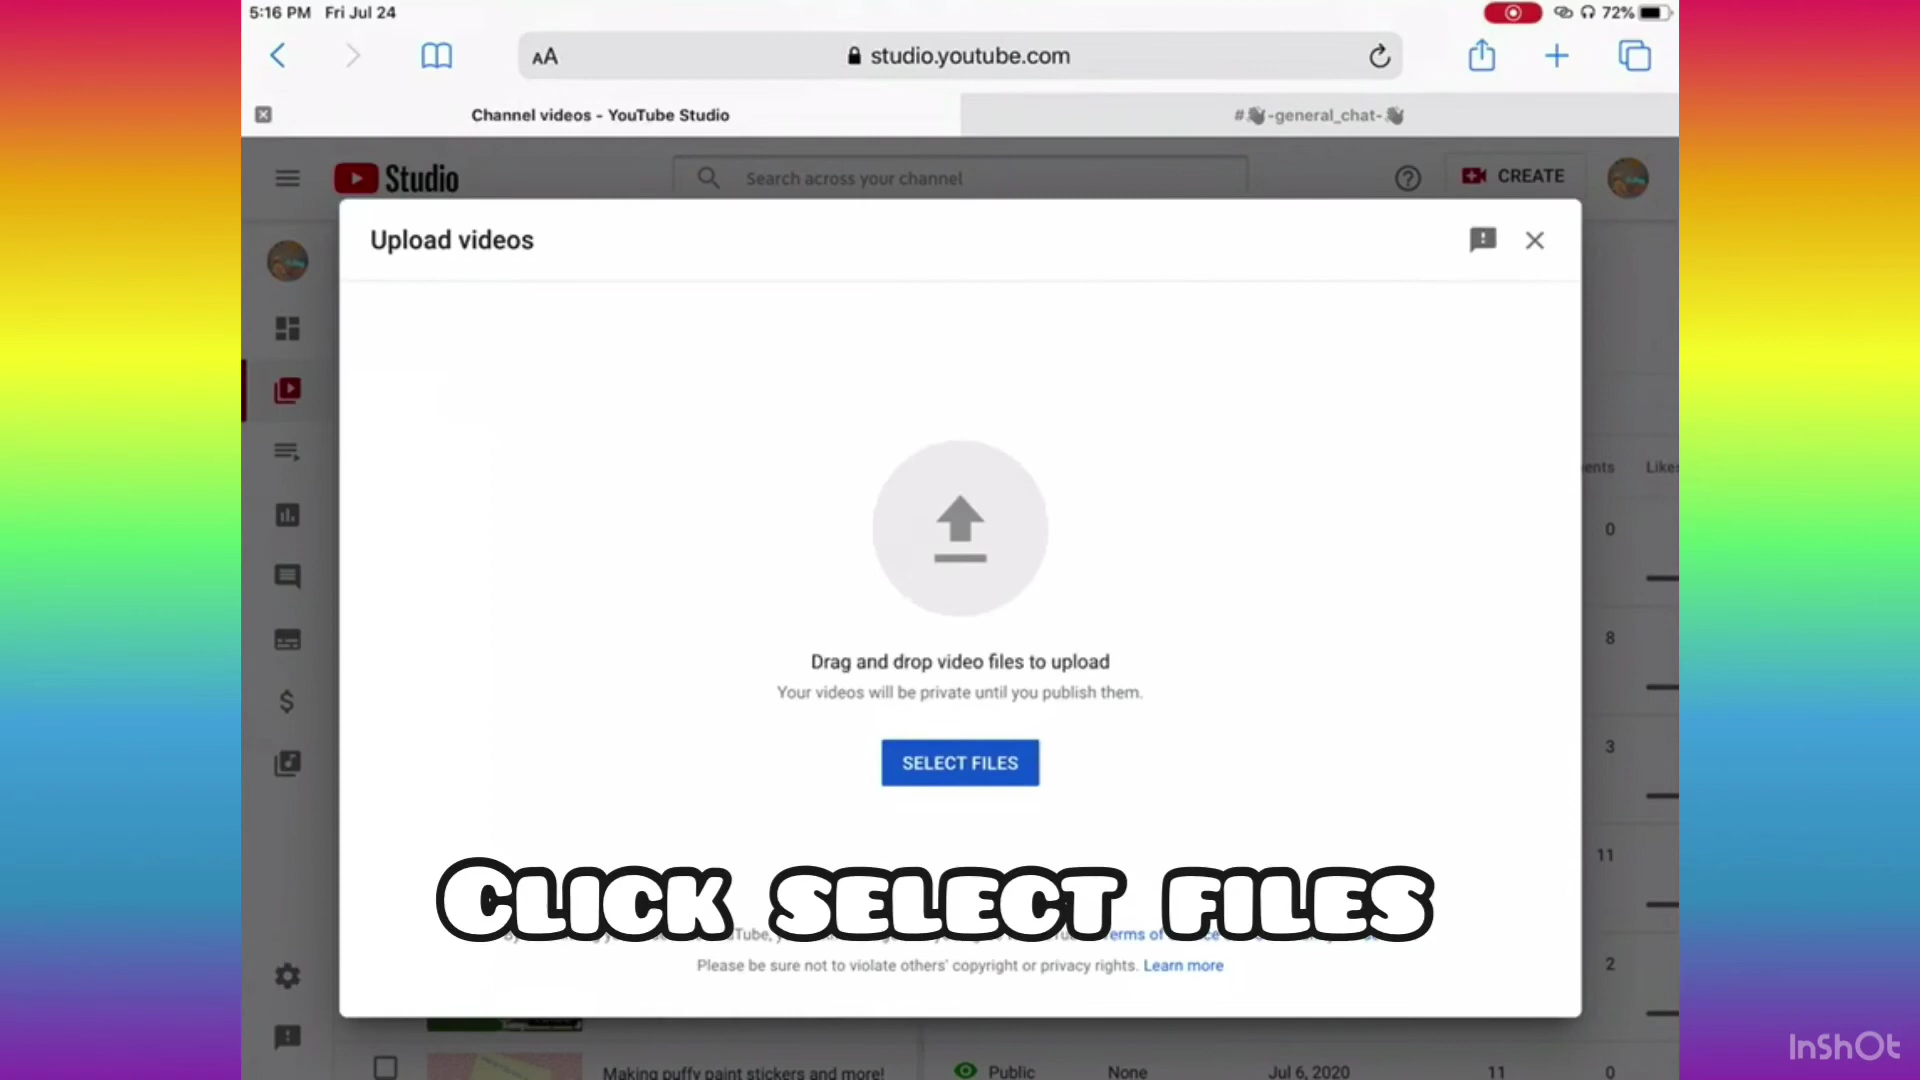 5:16 PM Fri Jul 24
72%
AA studio.youtube.com
Channel videos - YouTube Studio
#👋-general_chat-👋
Studio
Search across your channel
CREATE
Upload videos
Likes
0
8
Drag and drop video files to upload
Your videos will be private until you publish them.
3
SELECT FILES
11
CLICK SELECT FILES
Please be sure not to violate others' copyright or privacy rights. Learn more
2
Making puffy paint stickers and more!
Public
None
Jul 6, 2020
11
0
InShOt